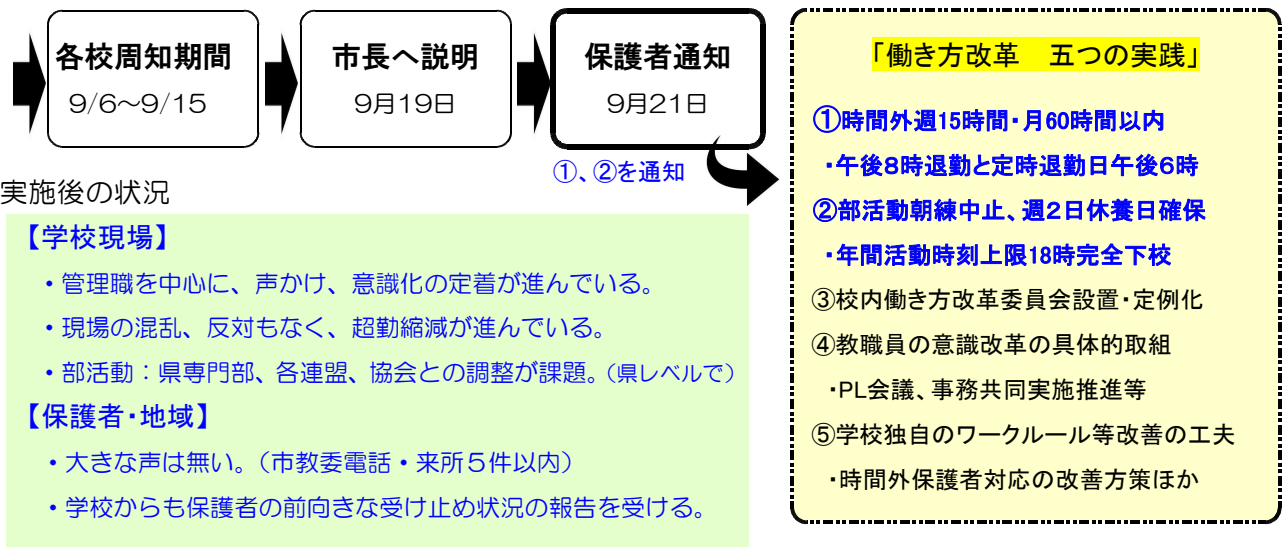 各校周知期間
9/6～9/15
市長へ説明
9月19日
保護者通知
9月21日
①、②を通知
「働き方改革　五つの実践」
①時間外週15時間・月60時間以内
・午後８時退勤と定時退勤日午後６時
②部活動朝練中止、週２日休養日確保
・年間活動時刻上限18時完全下校
③校内働き方改革委員会設置・定例化
④教職員の意識改革の具体的取組
・PL会議、事務共同実施推進等
⑤学校独自のワークルール等改善の工夫
・時間外保護者対応の改善方策ほか
実施後の状況
【学校現場】
・管理職を中心に、声かけ、意識化の定着が進んでいる。
・現場の混乱、反対もなく、超勤縮減が進んでいる。
・部活動：県専門部、各連盟、協会との調整が課題。（県レベルで）
【保護者・地域】
・大きな声は無い。（市教委電話・来所５件以内）
・学校からも保護者の前向きな受け止め状況の報告を受ける。